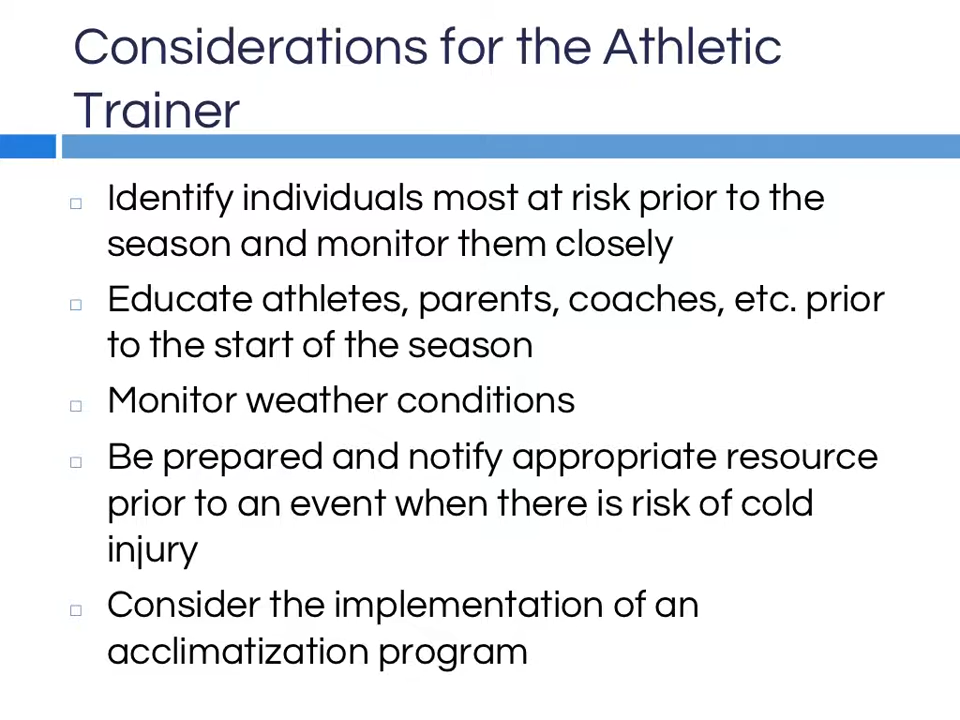 Considerations for the Athletic
Trainer
Identify individuals most at risk prior to the
season and monitor them closely
Educate athletes, parents, coaches, etc. prior
to the start of the season
Monitor weather conditions
Be prepared and notify appropriate resource
prior to an event when there is risk of cold
injury
Consider the implementation of an
acclimatization program